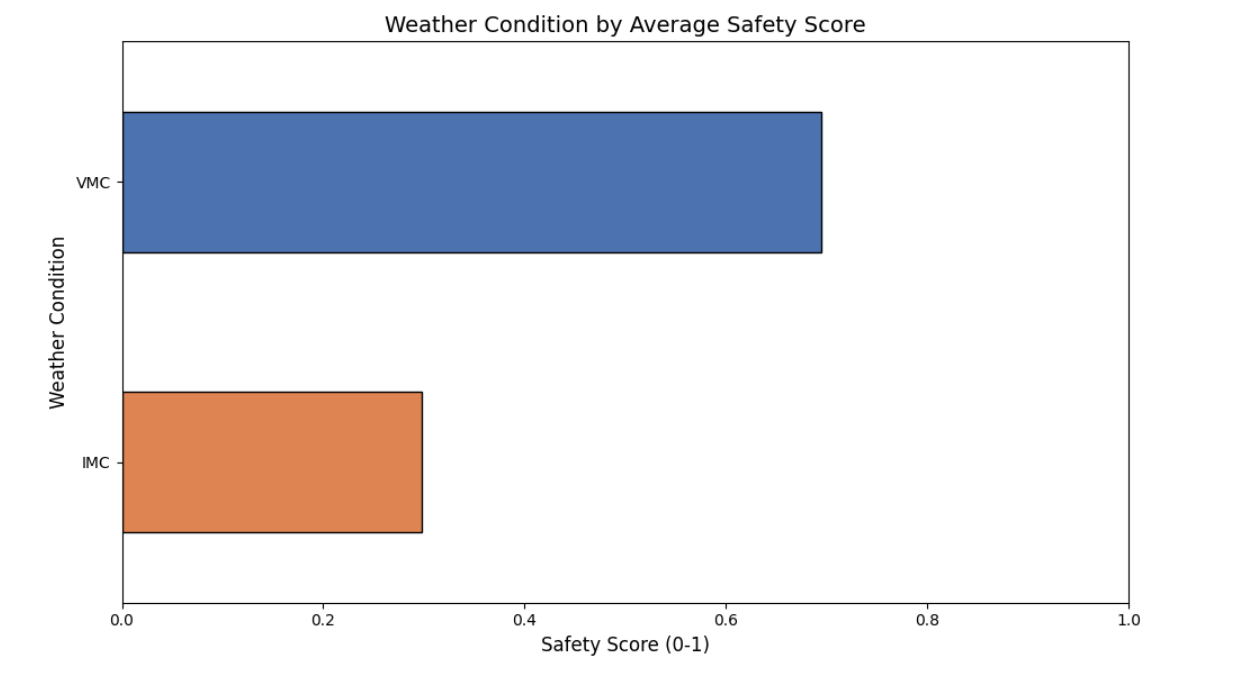 Weather Condition by Average Safety Score
VMC
IMC
Weather Condition
0.0 0.2 0.4 0.6 0.8 1.0
Safety Score (0-1)